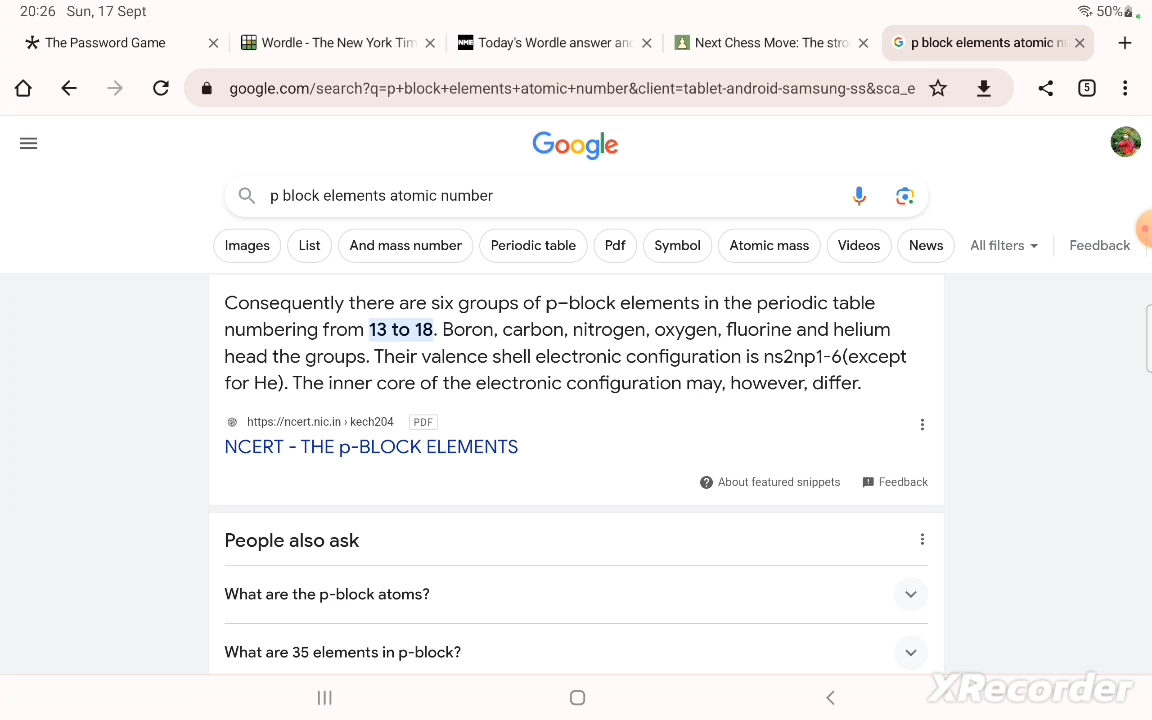 20:26 Sun, 17 Sept 50%
The Password Game
Wordle - The New York Tim
NME Today's Wordle answer an
Next Chess Move: The stro
p block elements atomic n
google.com/search?q=p+block+elements+atomic+number&client=tablet-android-samsung-ss&sca_e
5
Google
p block elements atomic number
Images List And mass number Periodic table Pdf Symbol Atomic mass Videos News All filters Feedback
Consequently there are six groups of p–block elements in the periodic table
numbering from 13 to 18. Boron, carbon, nitrogen, oxygen, fluorine and helium
head the groups. Their valence shell electronic configuration is ns2np1-6(except
for He). The inner core of the electronic configuration may, however, differ.
https://ncert.nic.in › kech204 PDF
NCERT - THE p-BLOCK ELEMENTS
About featured snippets Feedback
People also ask
What are the p-block atoms?
What are 35 elements in p-block?
XRecorder